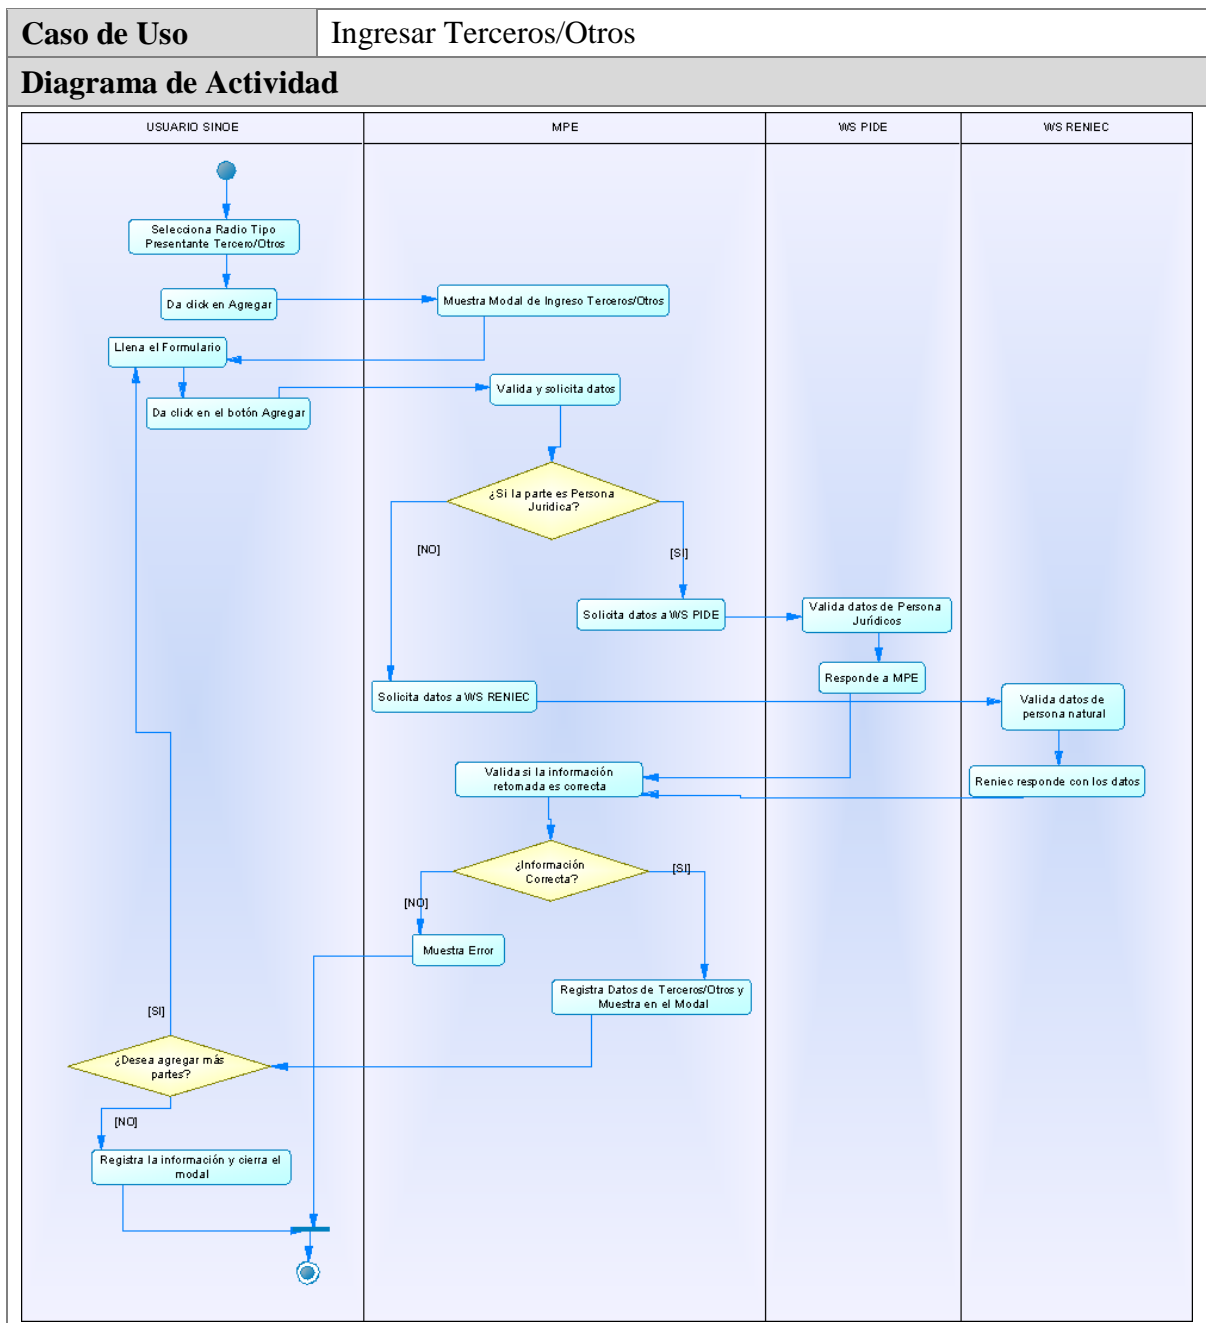 Caso de Uso
Ingresar Terceros/Otros
Diagrama de Actividad
USUARIO SINOE
MPE
WS PIDE
WS RENIEC
Selecciona Radio Tipo
Presentante Tercero/Otros
Da click en Agregar
Muestra Modal de Ingreso Terceros/Otros
Llena el Formulario
Da click en el botón Agregar
Valida y solicita datos
¿Si la parte es Persona
Juridica?
[NO]
[SI]
Solicita datos a WS PIDE
Valida datos de Persona
Jurídicos
Responde a MPE
Solicita datos a WS RENIEC
Valida datos de
persona natural
Valida si la información
retornada es correcta
Reniec responde con los datos
¿Información
Correcta?
[SI]
[NO]
Muestra Error
Registra Datos de Terceros/Otros y
Muestra en el Modal
[SI]
¿Desea agregar más
partes?
[NO]
Registra la información y cierra el
modal